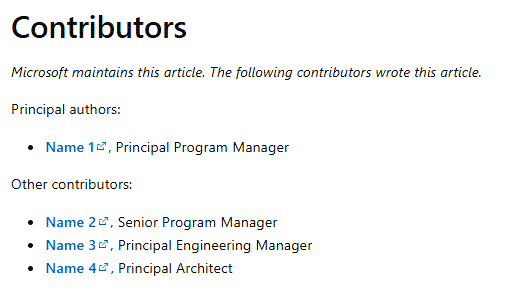 Contributors
Microsoft maintains this article. The following contributors wrote this article.
Principal authors:
• Name 1, Principal Program Manager
Other contributors:
• Name 2, Senior Program Manager
• Name 3, Principal Engineering Manager
• Name 4, Principal Architect